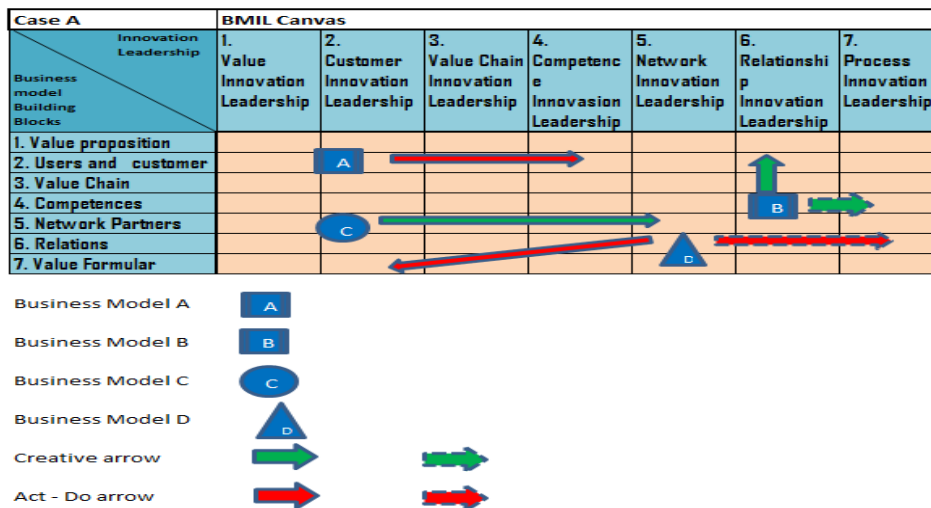 Case A BMIL Canvas
Innovation Leadership
Business model Building Blocks
1. Value Innovation Leadership
2. Customer Innovation Leadership
3. Value Chain Innovation Leadership
4. Competenc e Innovasion Leadership
5. Network Innovation Leadership
6. Relationshi p Innovation Leadership
7. Process Innovation Leadership
1. Value proposition
2. Users and customer
A
3. Value Chain
4. Competences
B
5. Network Partners
C
6. Relations
D
7. Value Formular
Business Model A A
Business Model B B
Business Model C C
Business Model D D
Creative arrow
Act - Do arrow